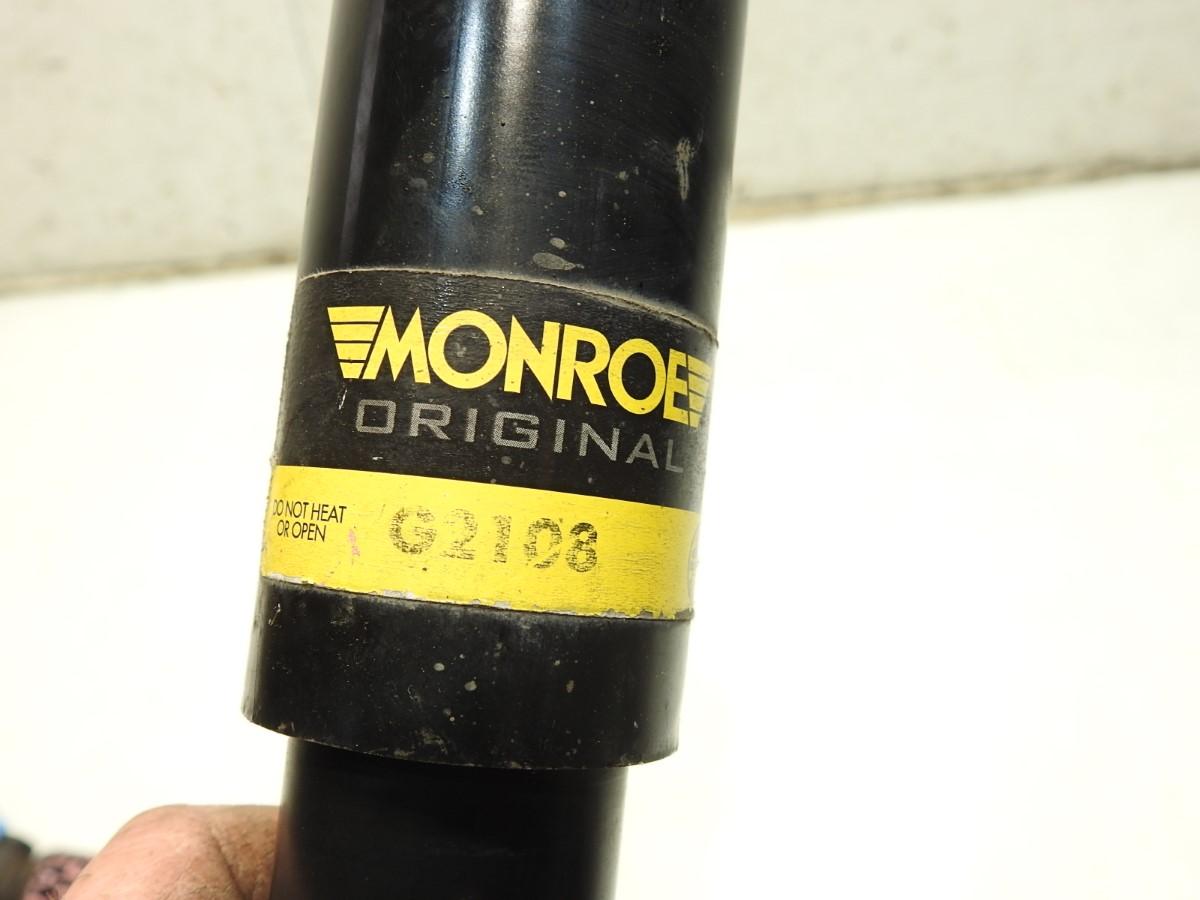 MONROE
ORIGINAL
DO NOT HEAT
OR OPEN
G2108